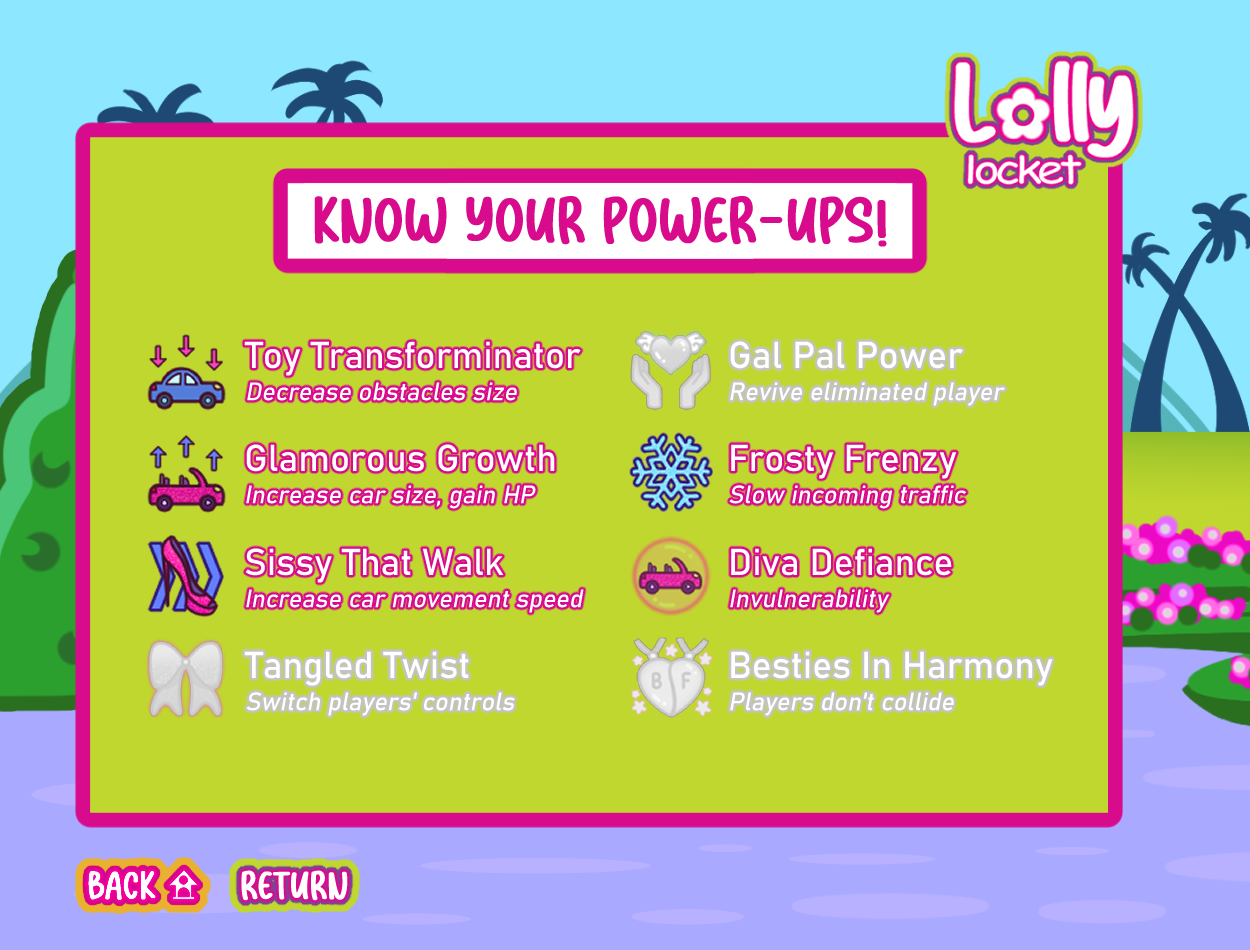 Lolly
locket
KNOW YOUR POWER-UPS!
Toy Transforminator
Decrease obstacles size
Glamorous Growth
Increase car size, gain HP
Sissy That Walk
Increase car movement speed
Tangled Twist
Switch players' controls
Gal Pal Power
Revive eliminated player
Frosty Frenzy
Slow incoming traffic
Diva Defiance
Invulnerability
B F
Besties In Harmony
Players don't collide
BACK
RETURN